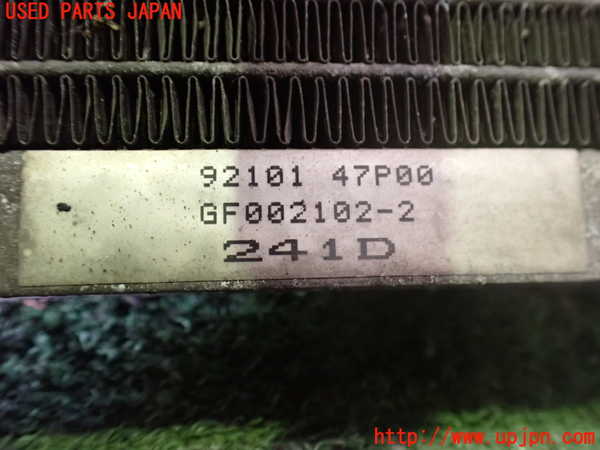 USED PARTS JAPAN
92101 47P00
GF002102-2
241D
http://www.upjpn.com/